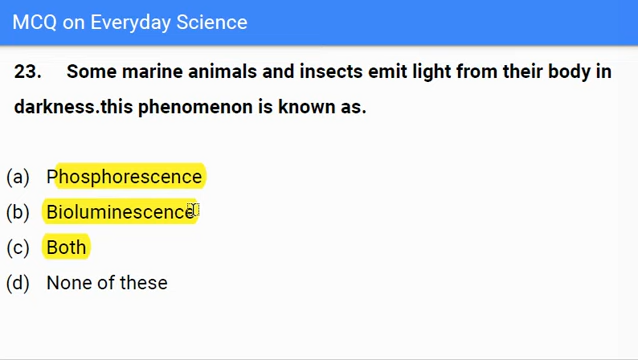 MCQ on Everyday Science
23. Some marine animals and insects emit light from their body in
darkness.this phenomenon is known as.
(a) Phosphorescence
(b) Bioluminescence
(c) Both
(d) None of these